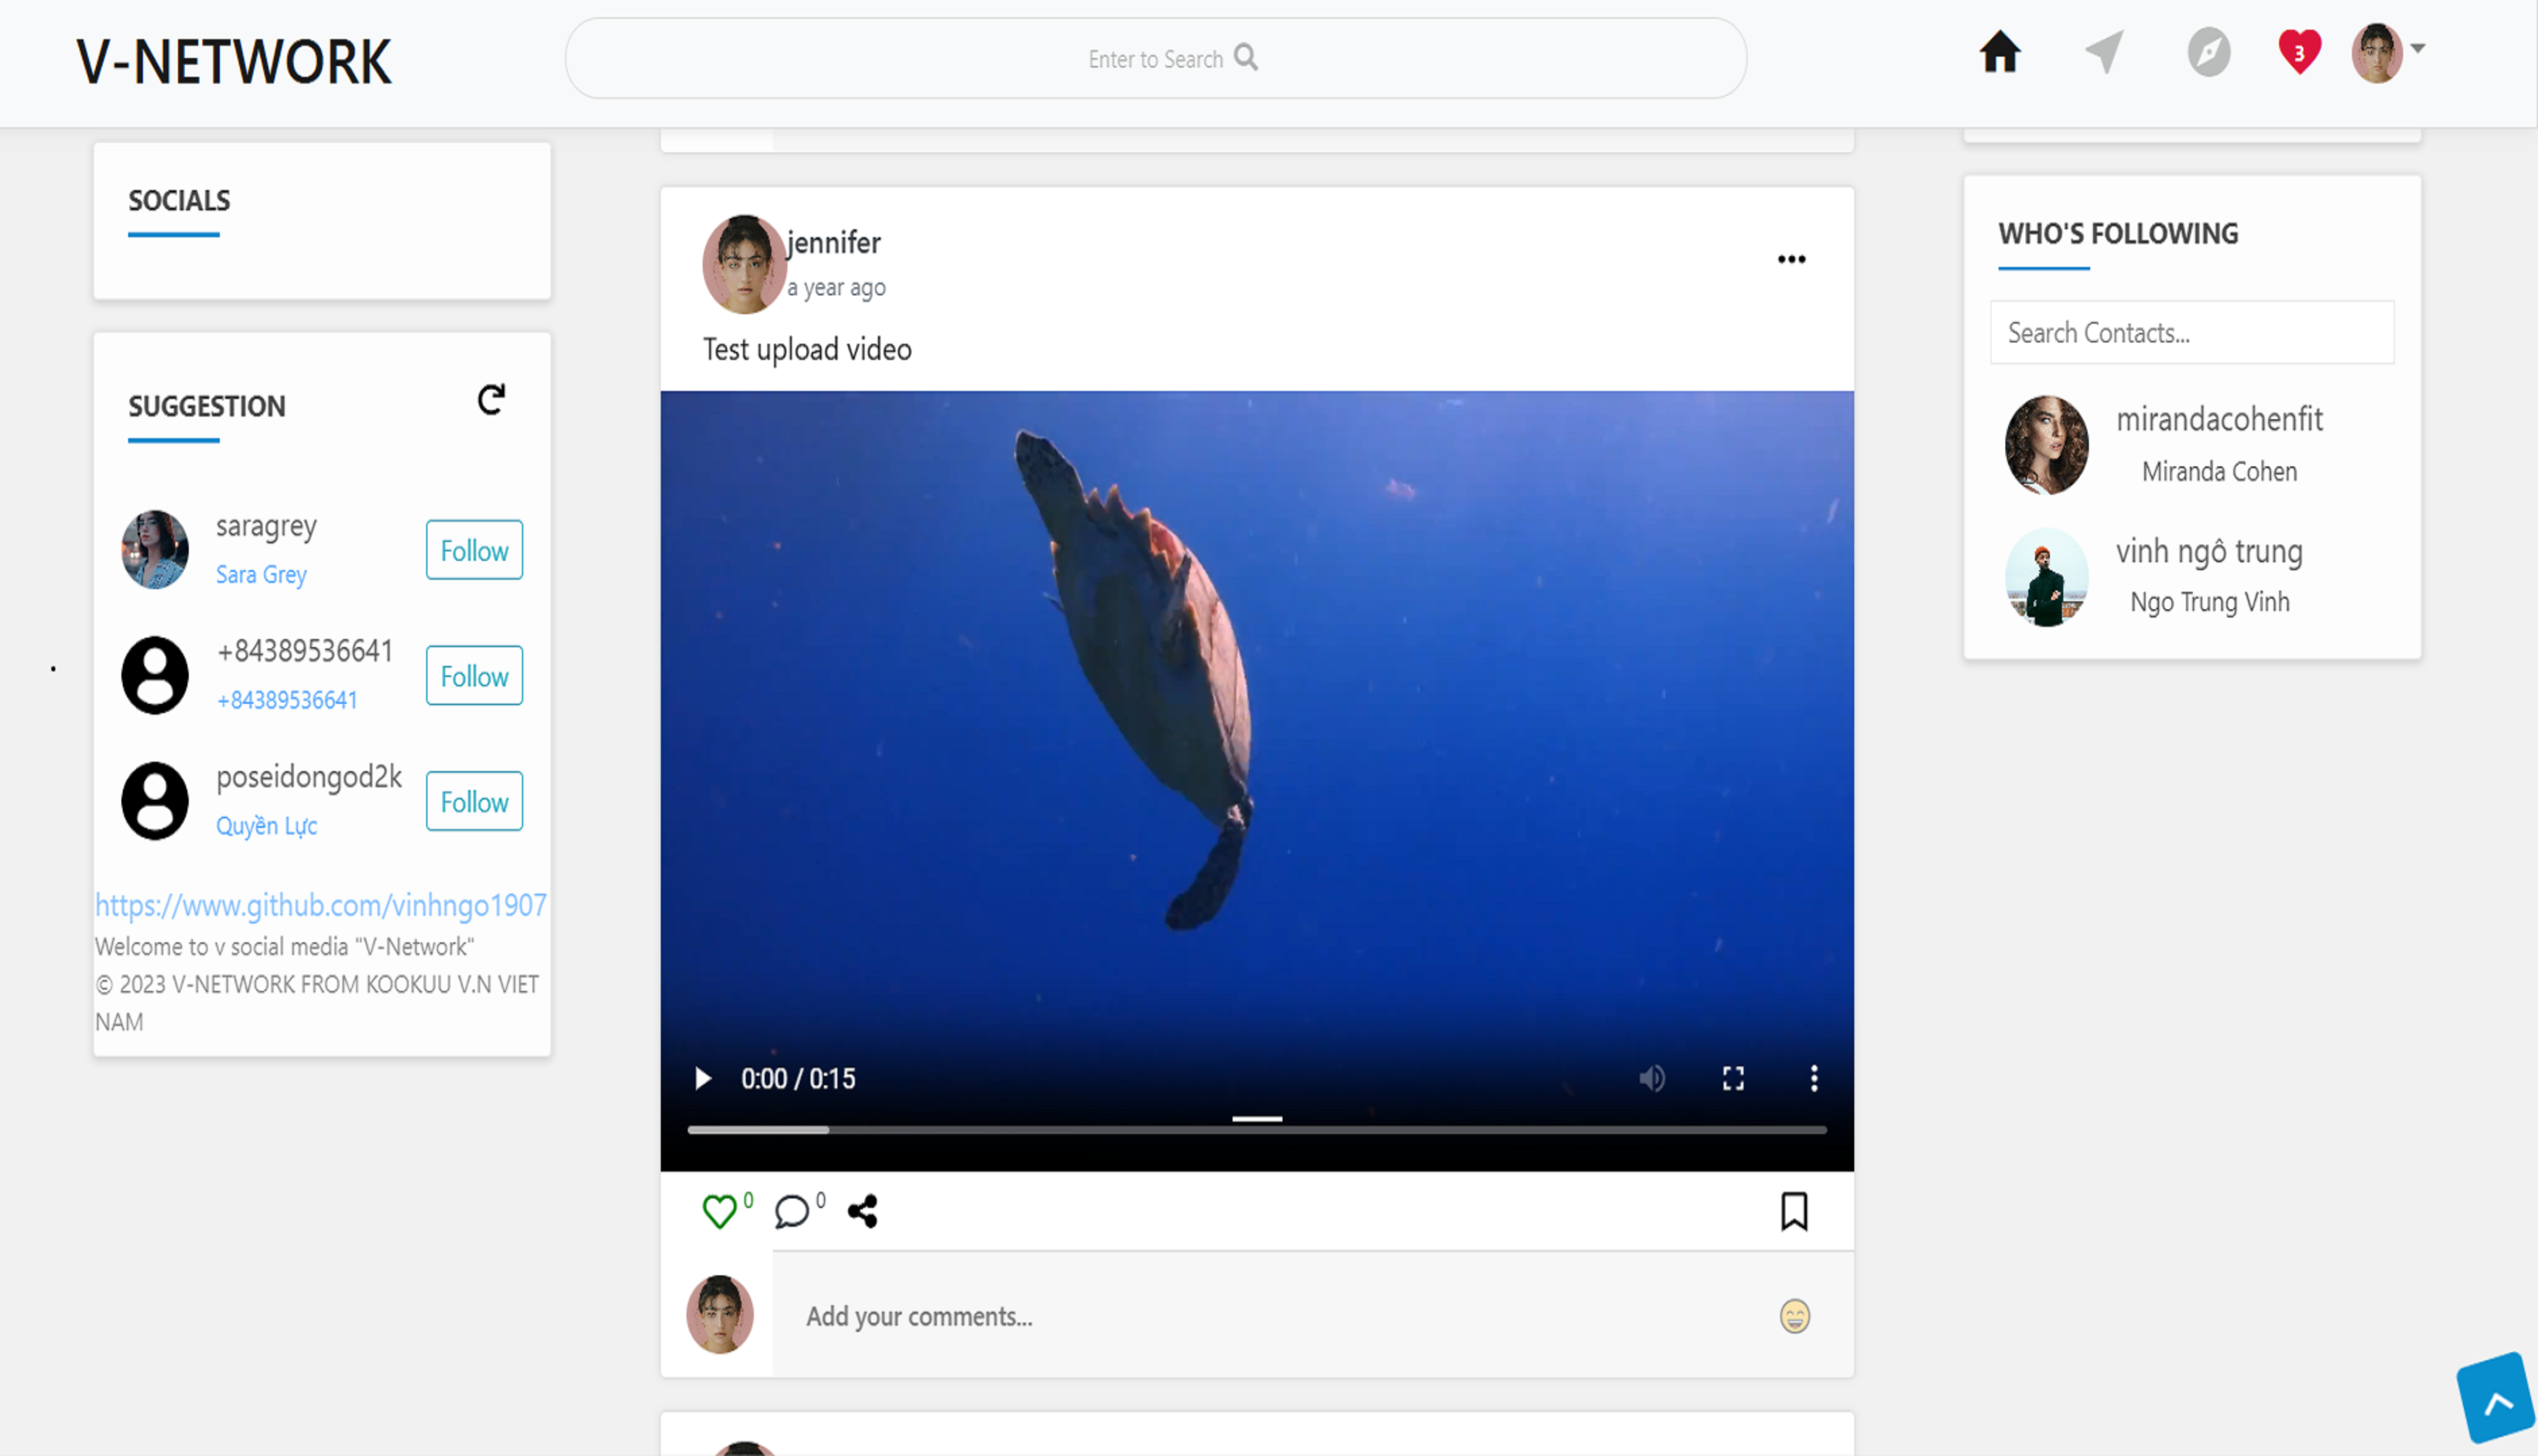 V-NETWORK
Enter to Search
3
SOCIALS
SUGGESTION
saragrey
Sara Grey
Follow
+84389536641
+84389536641
Follow
poseidongod2k
Quyền Lực
Follow
https://www.github.com/vinhngo1907
Welcome to v social media "V-Network"
© 2023 V-NETWORK FROM KOOKUU V.N VIET
NAM
jennifer
a year ago
Test upload video
0:00 / 0:15
0
0
Add your comments...
WHO'S FOLLOWING
Search Contacts...
mirandacohenfit
Miranda Cohen
vinh ngô trung
Ngo Trung Vinh